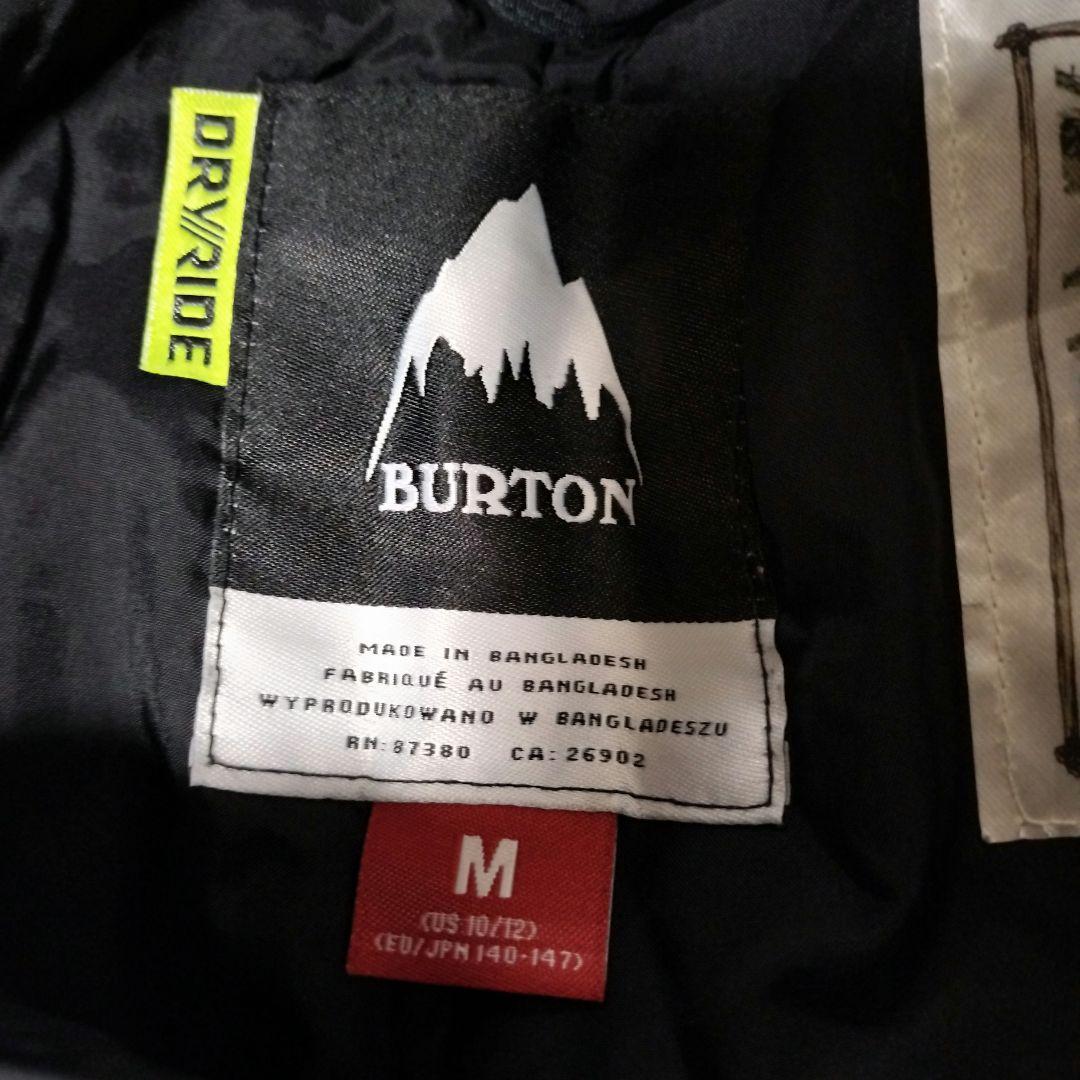 DRY//RIDE
BURTON
MADE IN BANGLADESH
FABRIQUÉ AU BANGLADESH
WYPRODUKOWANO W BANGLADESZU
RN: 87380 CA: 26902
M
(US 10/12)
(EU/JPN 140-147)